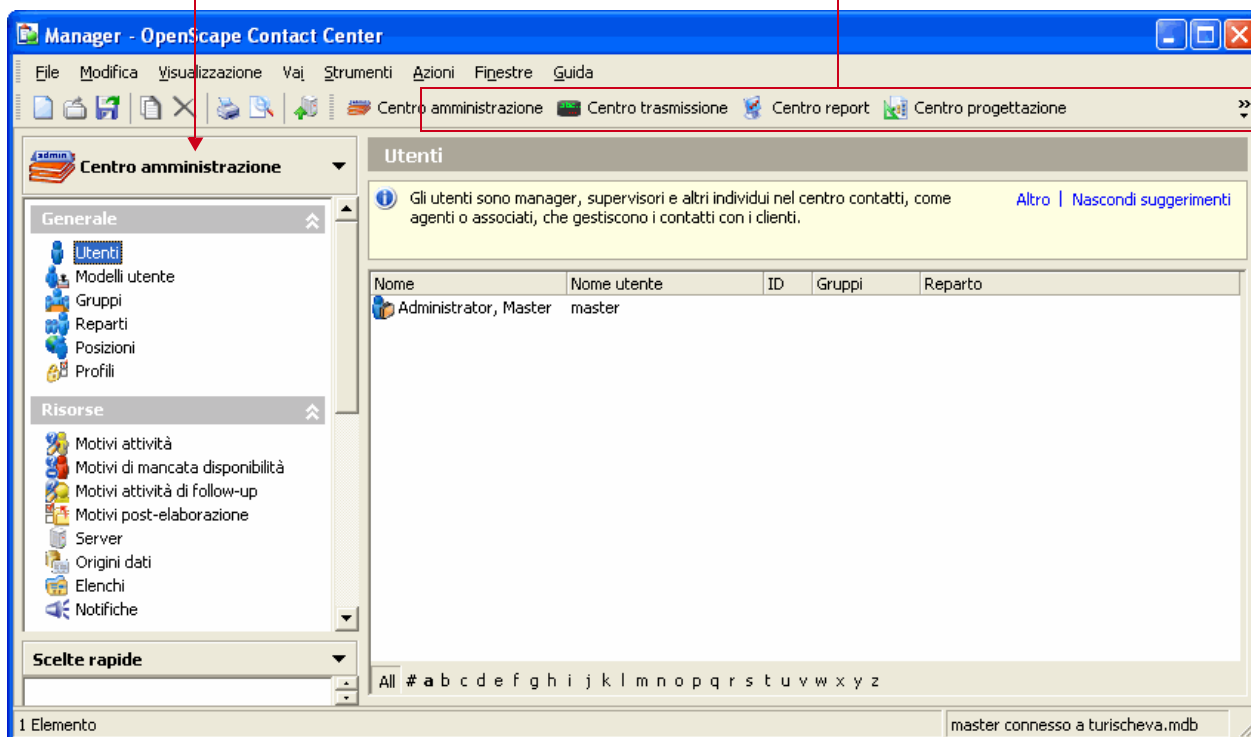 Manager - OpenScape Contact Center
File Modifica Visualizzazione Vai Strumenti Azioni Finestre Guida
Centro amministrazione Centro trasmissione Centro report Centro progettazione »
admin
Centro amministrazione
Generale
Utenti
Modelli utente
Gruppi
Reparti
Posizioni
Profili
Risorse
Motivi attività
Motivi di mancata disponibilità
Motivi attività di follow-up
Motivi post-elaborazione
Server
Origini dati
Elenchi
Notifiche
Scelte rapide
Utenti
Gli utenti sono manager, supervisori e altri individui nel centro contatti, come
agenti o associati, che gestiscono i contatti con i clienti.
Altro | Nascondi suggerimenti
Nome Nome utente ID Gruppi Reparto
Administrator, Master master
All # a b c d e f g h i j k l m n o p q r s t u v w x y z
1 Elemento
master connesso a turischeva.mdb